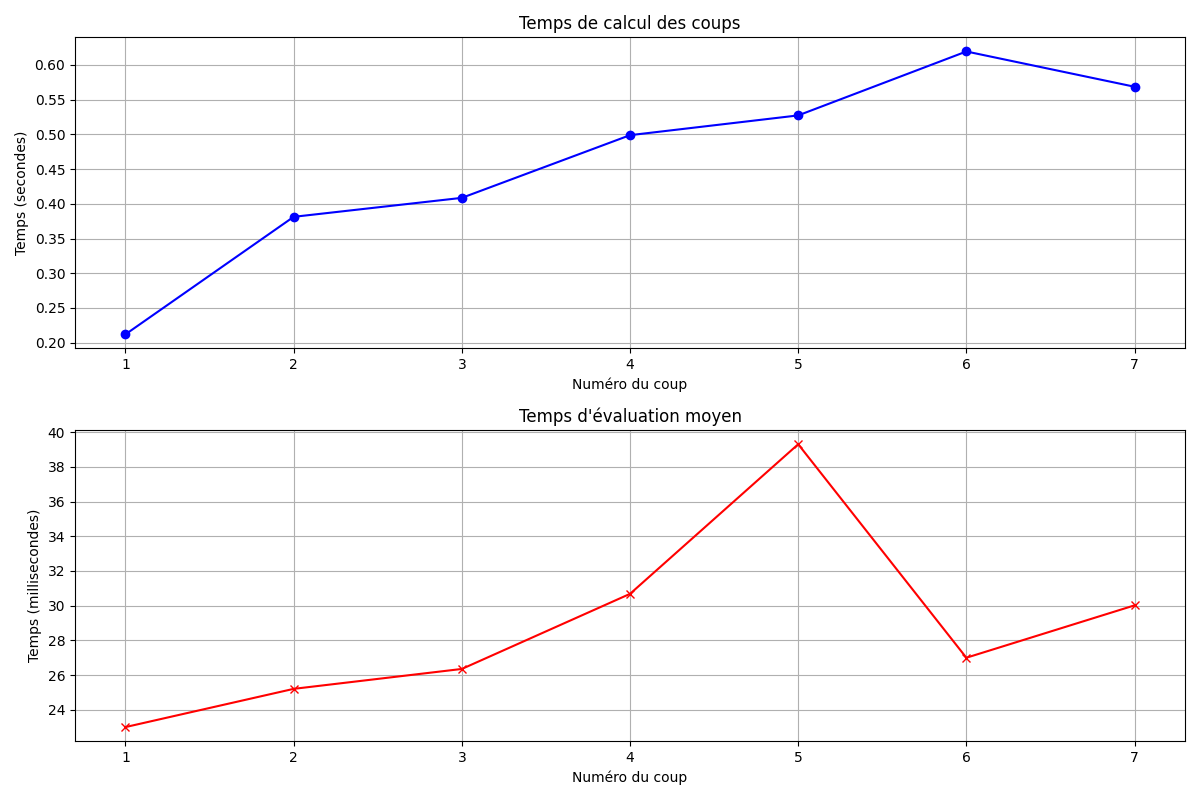 Temps de calcul des coups
Temps (secondes)
0.60
0.55
0.50
0.45
0.40
0.35
0.30
0.25
0.20
1 2 3 4 5 6 7
Numéro du coup
Temps d'évaluation moyen
Temps (millisecondes)
40
38
36
34
32
30
28
26
24
1 2 3 4 5 6 7
Numéro du coup